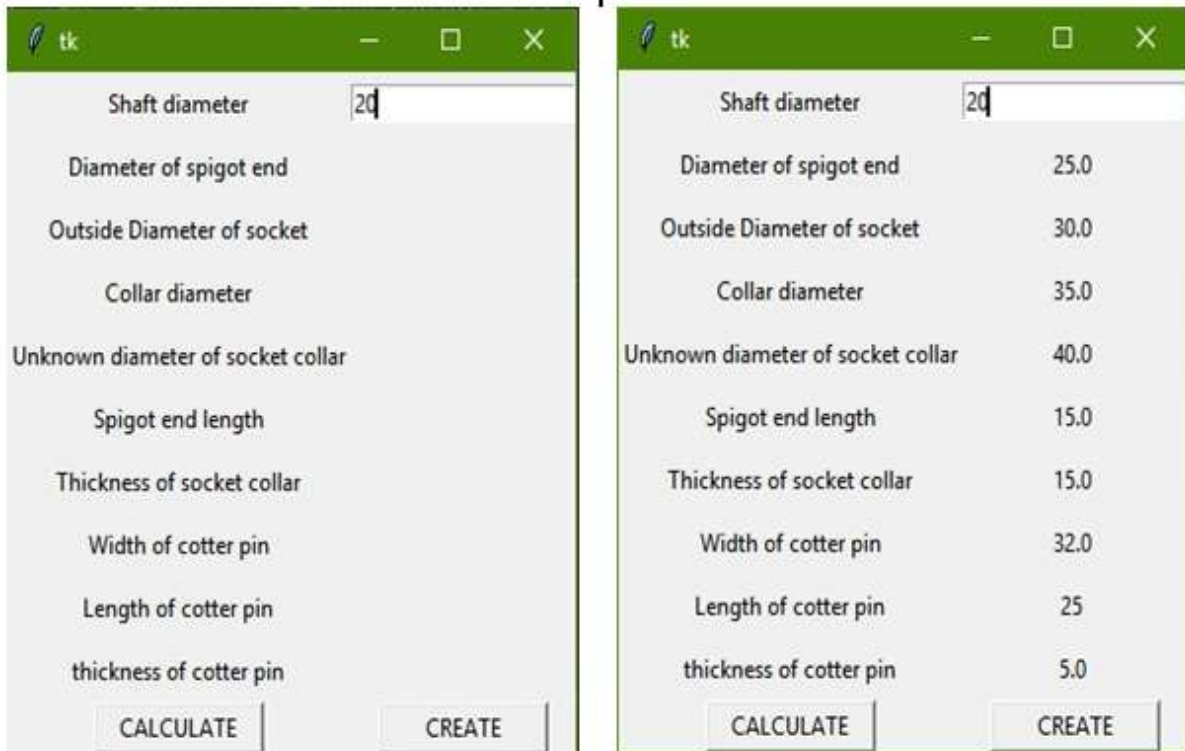 tk
Shaft diameter 20
Diameter of spigot end
Outside Diameter of socket
Collar diameter
Unknown diameter of socket collar
Spigot end length
Thickness of socket collar
Width of cotter pin
Length of cotter pin
thickness of cotter pin
CALCULATE CREATE
tk
Shaft diameter 20
Diameter of spigot end 25.0
Outside Diameter of socket 30.0
Collar diameter 35.0
Unknown diameter of socket collar 40.0
Spigot end length 15.0
Thickness of socket collar 15.0
Width of cotter pin 32.0
Length of cotter pin 25
thickness of cotter pin 5.0
CALCULATE CREATE